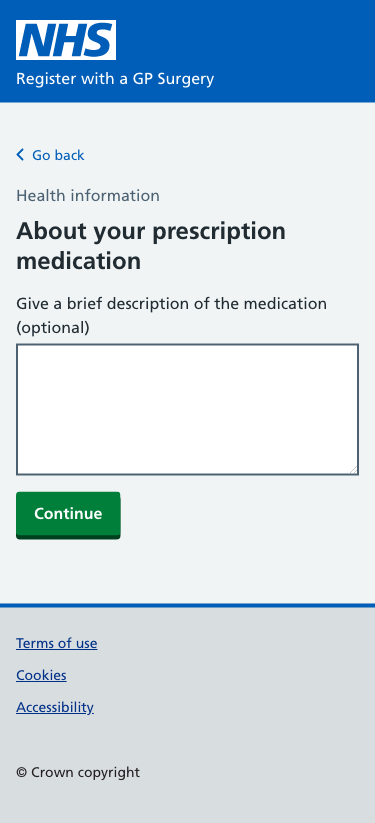 NHS
Register with a GP Surgery
Go back
Health information
About your prescription
medication
Give a brief description of the medication
(optional)
Continue
Terms of use
Cookies
Accessibility
© Crown copyright